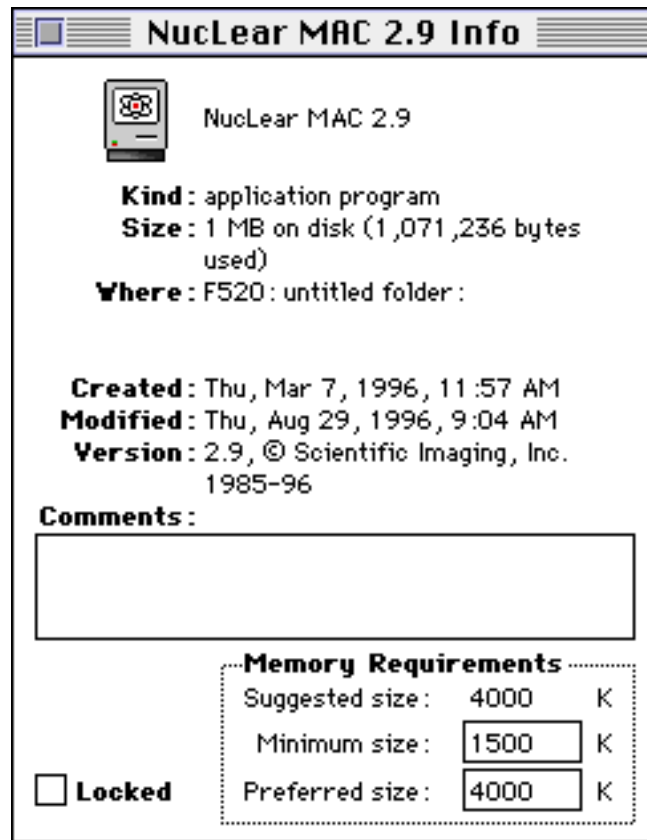 NucLear MAC 2.9 Info
NucLear MAC 2.9
Kind: application program
Size: 1 MB on disk (1,071,236 bytes
used)
Where: F520: untitled folder:
Created: Thu, Mar 7, 1996, 11:57 AM
Modified: Thu, Aug 29, 1996, 9:04 AM
Version: 2.9, © Scientific Imaging, Inc.
1985-96
Comments:
Memory Requirements
Suggested size: 4000 K
Minimum size: 1500 K
Locked
Preferred size: 4000 K